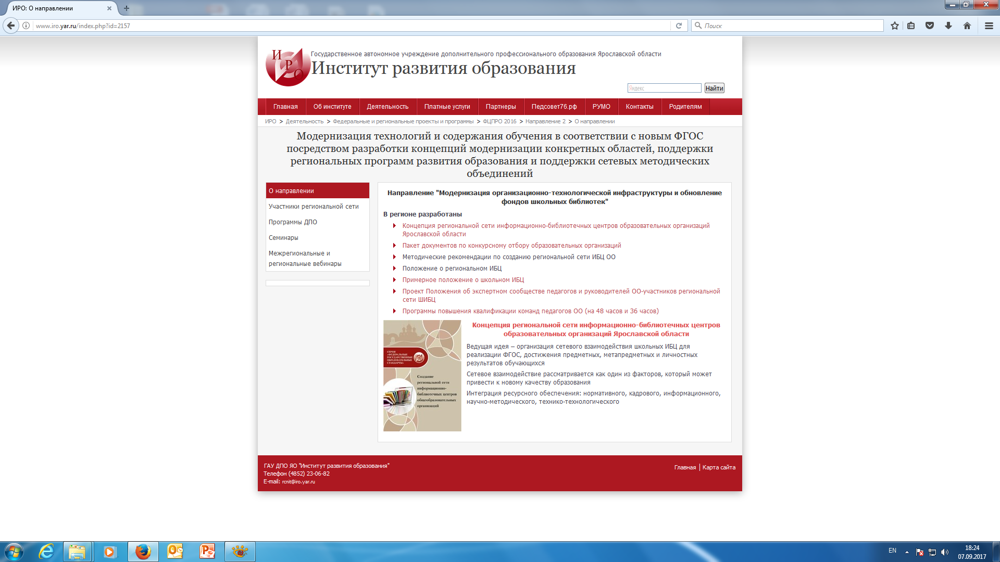 ИРО: О направлении
www.iro.yar.ru/index.php?id=2157
Поиск
И
Р
О
Государственное автономное учреждение дополнительного профессионального образования Ярославской области
Институт развития образования
Яндекс
Найти
Главная
Об институте
Деятельность
Платные услуги
Партнеры
Педсовет76.рф
РУМО
Контакты
Родителям
ИРО > Деятельность > Федеральные и региональные проекты и программы > ФЦПРО 2016 > Направление 2 > О направлении
Модернизация технологий и содержания обучения в соответствии с новым ФГОС
посредством разработки концепций модернизации конкретных областей, поддержки
региональных программ развития образования и поддержки сетевых методических
объединений
О направлении
Участники региональной сети
Программы ДПО
Семинары
Межрегиональные и
региональные вебинары
Направление "Модернизация организационно-технологической инфраструктуры и обновление
фондов школьных библиотек"
В регионе разработаны
Концепция региональной сети информационно-библиотечных центров образовательных организаций
Ярославской области
Пакет документов по конкурсному отбору образовательных организаций
Методические рекомендации по созданию региональной сети ИБЦ ОО
Положение о региональном ИБЦ
Примерное положение о школьном ИБЦ
Проект Положения об экспертном сообществе педагогов и руководителей ОО-участников региональной
сети ШИБЦ
Программы повышения квалификации команд педагогов ОО (на 48 часов и 36 часов)
СЕРИЯ
«ФЕДЕРАЛЬНЫЕ
ГОСУДАРСТВЕННЫЕ
ОБРАЗОВАТЕЛЬНЫЕ
СТАНДАРТЫ»
Создание
региональной сети
информационно-
библиотечных центров
общеобразовательных
организаций
Концепция региональной сети информационно-библиотечных центров
образовательных организаций Ярославской области
Ведущая идея – организация сетевого взаимодействия школьных ИБЦ для
реализации ФГОС, достижения предметных, метапредметных и личностных
результатов обучающихся
Сетевое взаимодействие рассматривается как один из факторов, который может
привести к новому качеству образования
Интеграция ресурсного обеспечения: нормативного, кадрового, информационного,
научно-методического, технико-технологического
ГАУ ДПО ЯО "Институт развития образования"
Телефон (4852) 23-06-82
E-mail: rcnit@iro.yar.ru
Главная | Карта сайта
EN
18:24
07.09.2017